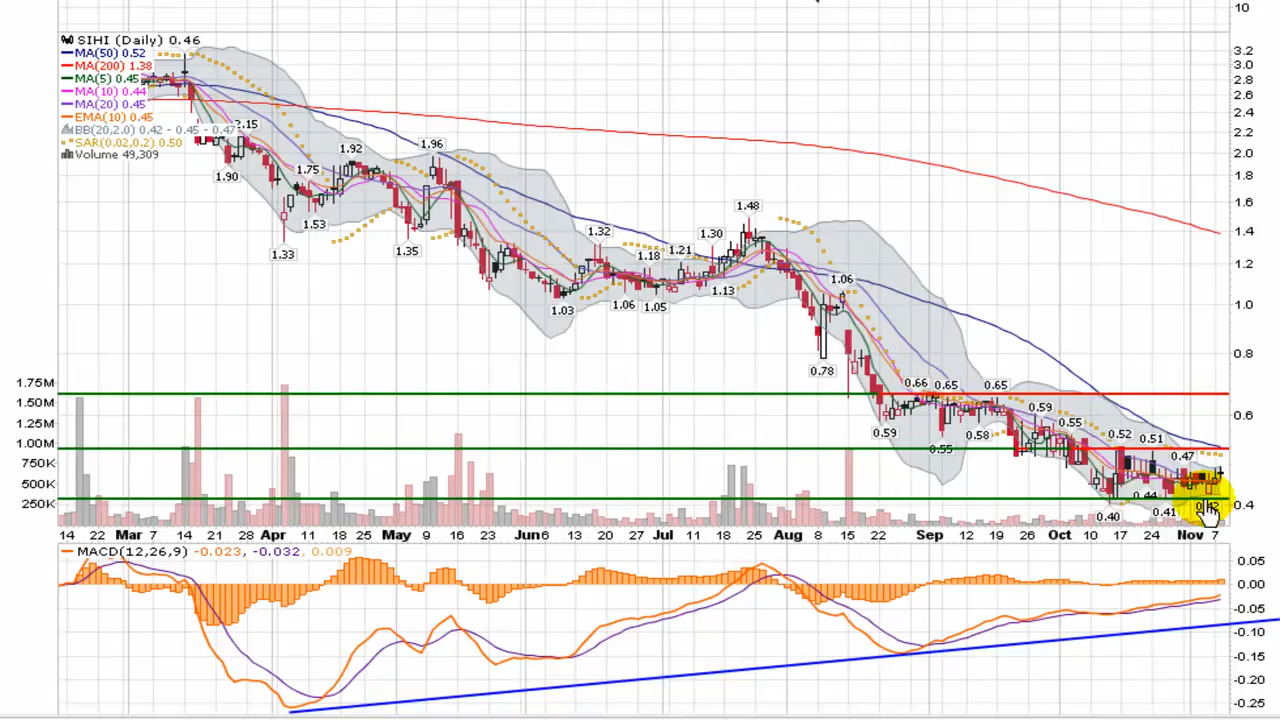 10
SIHI (Daily) 0.46
MA(50) 0.52
MA(200) 1.38
MA(5) 0.45
MA(10) 0.44
MA(20) 0.45
EMA(10) 0.45
BB(20,2.0) 0.42 - 0.45 - 0.47
SAR(0.02,0.2) 0.50
Volume 49,309
3.2
3.0
2.8
2.6
2.4
2.2
2.0
1.8
1.6
1.4
1.2
1.0
0.8
0.6
0.4
2.15
1.90
1.33
1.75
1.53
1.92
1.35
1.96
1.03
1.32
1.06
1.18
1.05
1.21
1.30
1.13
1.48
0.78
1.06
0.59
0.66
0.65
0.55
0.58
0.65
0.59
0.55
0.40
0.52
0.44
0.51
0.41
0.47
1.75M
1.50M
1.25M
1.00M
750K
500K
250K
14 22 Mar 14 21 28 Apr 11 18 25 May 9 16 23 Jun 6 13 20 27 Jul 11 18 25 Aug 8 15 22 Sep 12 19 26 Oct 10 17 24 Nov 7
MACD(12,26,9) -0.023, -0.032, 0.009
0.05
0.00
-0.05
-0.10
-0.15
-0.20
-0.25